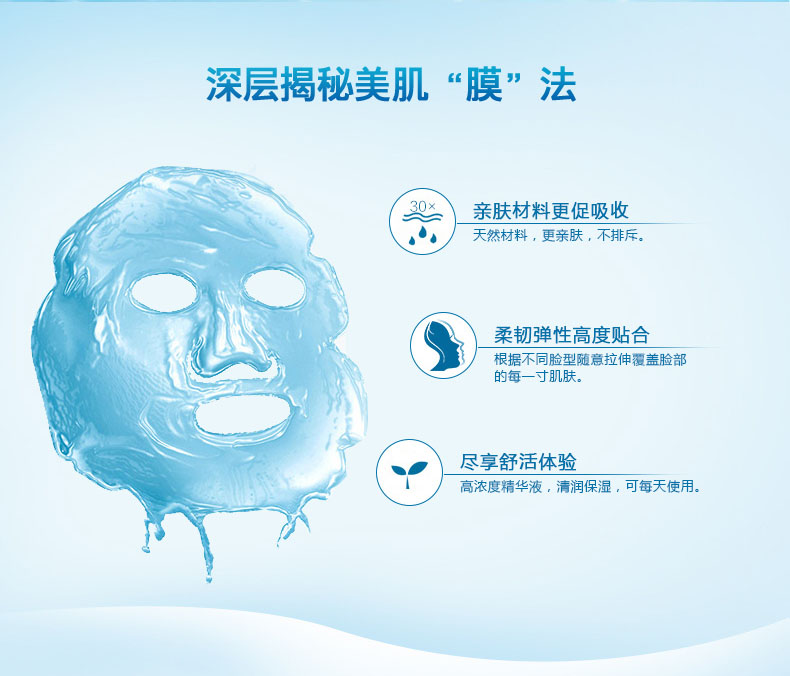 深层揭秘美肌“膜”法
30×
亲肤材料更促吸收
天然材料，更亲肤，不排斥。
柔韧弹性高度贴合
根据不同脸型随意拉伸覆盖脸部
的每一寸肌肤。
尽享舒活体验
高浓度精华液，清润保湿，可每天使用。